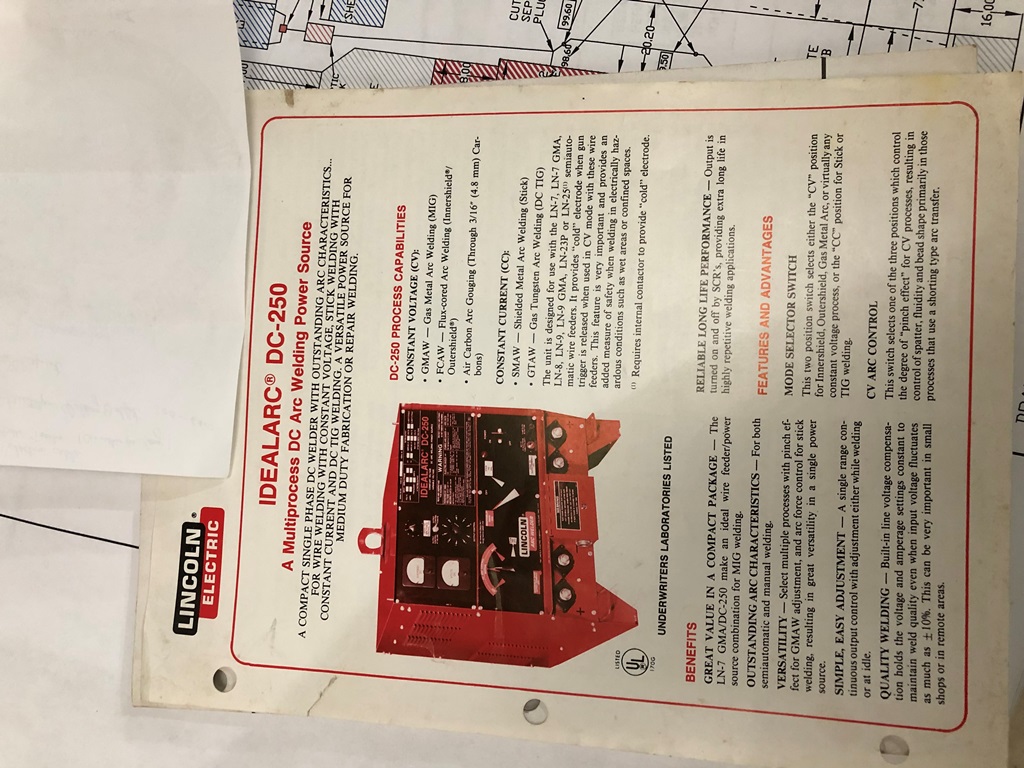 LINCOLN ®
ELECTRIC
IDEALARC® DC-250
A Multiprocess DC Arc Welding Power Source
A COMPACT SINGLE PHASE DC WELDER WITH OUTSTANDING ARC CHARACTERISTICS...
FOR WIRE WELDING WITH CONSTANT VOLTAGE, STICK WELDING WITH
CONSTANT CURRENT AND DC TIG WELDING. A VERSATILE POWER SOURCE FOR
MEDIUM DUTY FABRICATION OR REPAIR WELDING.
IDEALARC DC-250
WARNING
LINCOLN
LISTED
UL
170G
UNDERWRITERS LABORATORIES LISTED
DC-250 PROCESS CAPABILITIES
CONSTANT VOLTAGE (CV):
• GMAW — Gas Metal Arc Welding (MIG)
• FCAW — Flux-cored Arc Welding (Innershield®/
Outershield®)
• Air Carbon Arc Gouging (Through 3/16" (4.8 mm) Car-
bons)
CONSTANT CURRENT (CC):
• SMAW — Shielded Metal Arc Welding (Stick)
• GTAW — Gas Tungsten Arc Welding (DC TIG)
The unit is designed for use with the LN-7, LN-7 GMA,
LN-8, LN-9, LN-9 GMA, LN-23P or LN-25⁽¹⁾ semiauto-
matic wire feeders. It provides "cold" electrode when gun
trigger is released when used in CV mode with these wire
feeders. This feature is very important and provides an
added measure of safety when welding in electrically haz-
ardous conditions such as wet areas or confined spaces.
⁽¹⁾ Requires internal contactor to provide "cold" electrode.
BENEFITS
GREAT VALUE IN A COMPACT PACKAGE — The
LN-7 GMA/DC-250 make an ideal wire feeder/power
source combination for MIG welding.
OUTSTANDING ARC CHARACTERISTICS — For both
semiautomatic and manual welding.
VERSATILITY — Select multiple processes with pinch ef-
fect for GMAW adjustment, and arc force control for stick
welding, resulting in great versatility in a single power
source.
SIMPLE, EASY ADJUSTMENT — A single range con-
tinuous output control with adjustment either while welding
or at idle.
QUALITY WELDING — Built-in line voltage compensa-
tion holds the voltage and amperage settings constant to
maintain weld quality even when input voltage fluctuates
as much as ±10%. This can be very important in small
shops or in remote areas.
RELIABLE LONG LIFE PERFORMANCE — Output is
turned on and off by SCR's, providing extra long life in
highly repetitive welding applications.
FEATURES AND ADVANTAGES
MODE SELECTOR SWITCH
This two position switch selects either the "CV" position
for Innershield, Outershield, Gas Metal Arc, or virtually any
constant voltage process, or the "CC" position for Stick or
TIG welding.
CV ARC CONTROL
This switch selects one of the three positions which control
the degree of "pinch effect" for CV processes, resulting in
control of spatter, fluidity and bead shape primarily in those
processes that use a shorting type arc transfer.
CUT
SEP
PLU
99.60
98.60
20,20
16,00